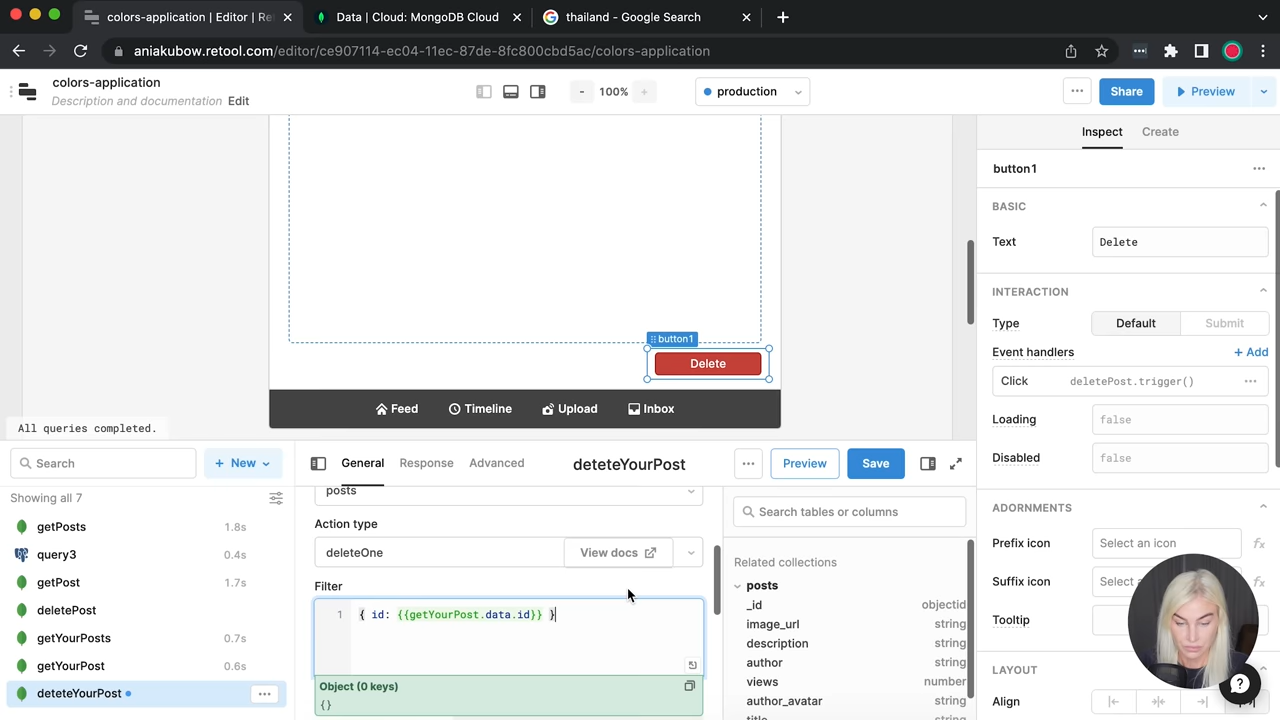 colors-application | Editor | Re
Data | Cloud: MongoDB Cloud
thailand - Google Search
aniakubow.retool.com/editor/ce907114-ec04-11ec-87de-8fc800cbd5ac/colors-application
colors-application
Description and documentation Edit
- 100% +
production
Share
Preview
Inspect Create
button1
BASIC
Text Delete
INTERACTION
Type Default Submit
Event handlers + Add
Click deletePost.trigger()
Loading false
Disabled false
ADORNMENTS
Prefix icon Select an icon fx
Suffix icon Select fx
Tooltip
LAYOUT
Align
button1
Delete
Feed Timeline Upload Inbox
All queries completed.
Search + New
Showing all 7
getPosts 1.8s
query3 0.4s
getPost 1.7s
deletePost
getYourPosts 0.7s
getYourPost 0.6s
deteteYourPost
General Response Advanced
deteteYourPost
Preview Save
posts
Action type
deleteOne View docs
Filter
1 { id: {{getYourPost.data.id}} }
Object (0 keys)
{}
Search tables or columns
Related collections
posts
_id objectid
image_url string
description string
author string
views number
author_avatar string
title string